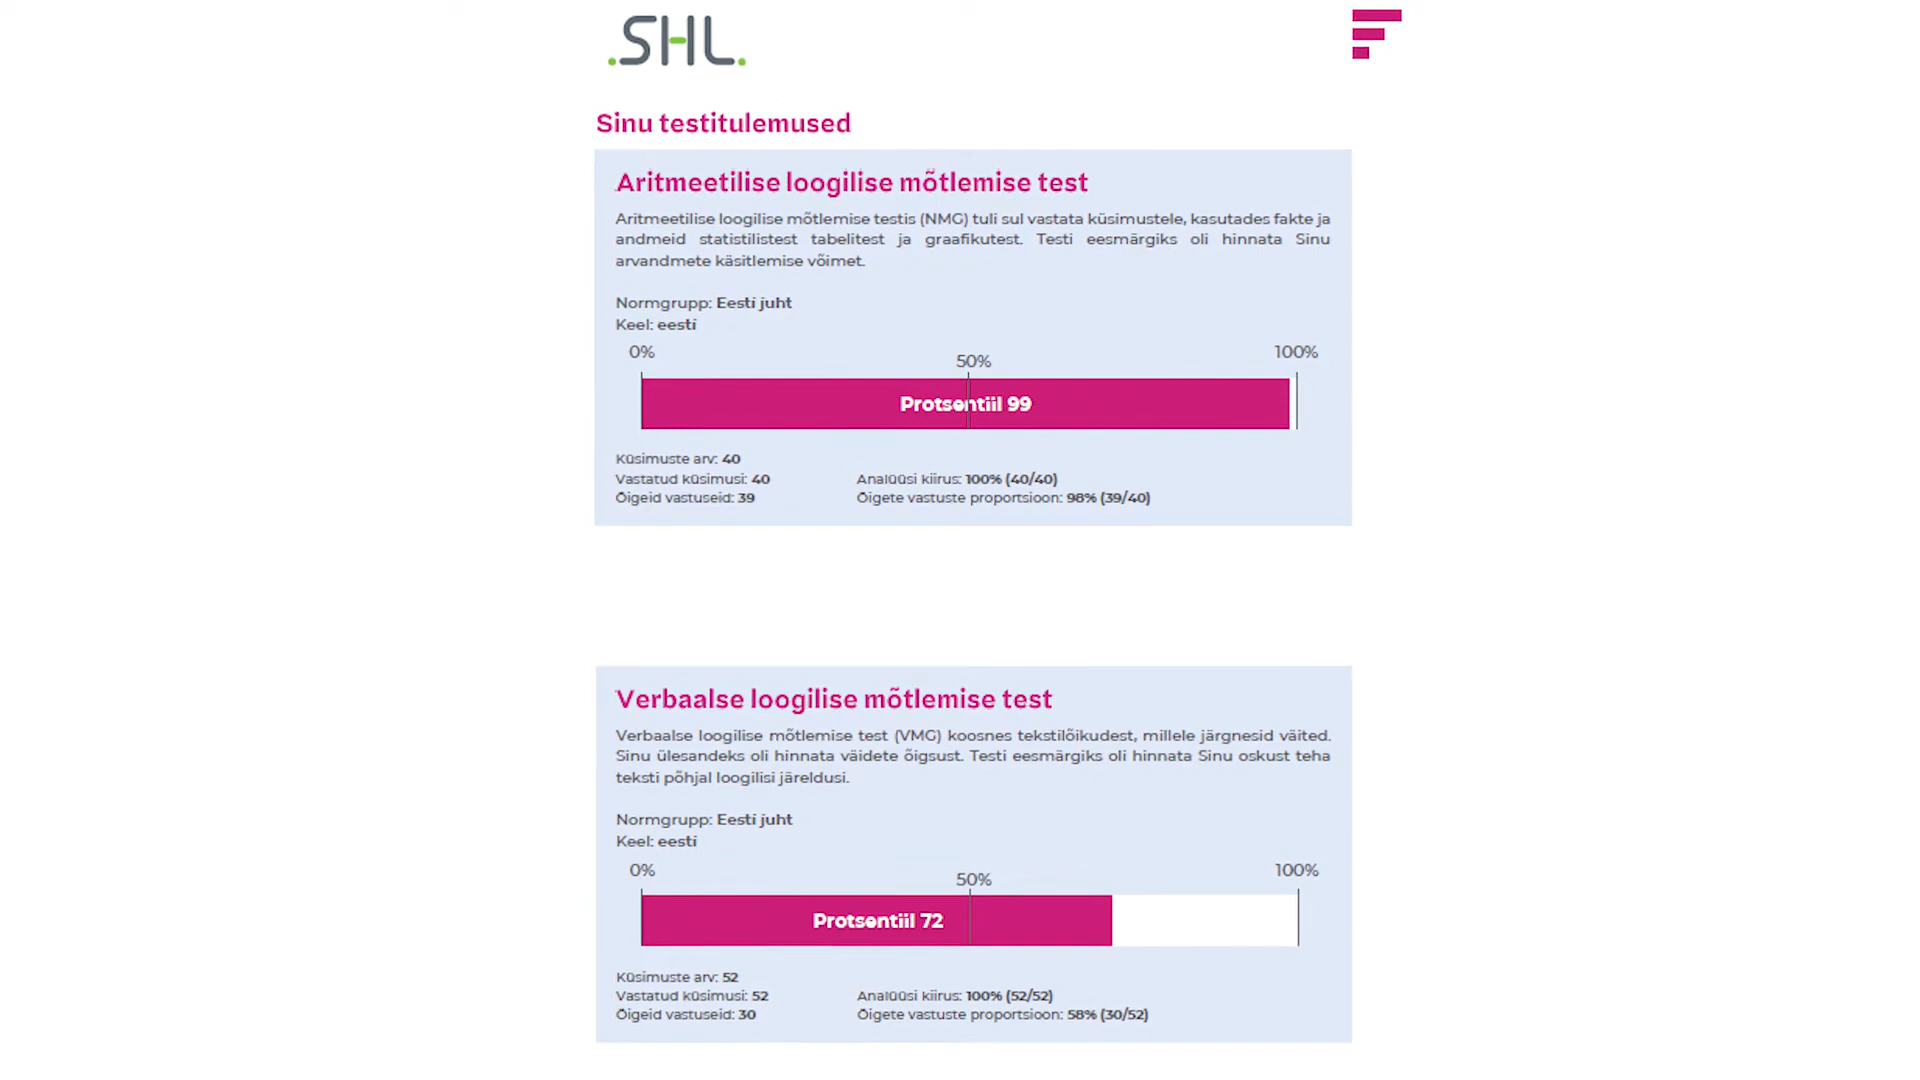 .SHL.
Sinu testitulemused
Aritmeetilise loogilise mõtlemise test
Aritmeetilise loogilise mõtlemise testis (NMG) tuli sul vastata küsimustele, kasutades fakte ja
andmeid statistilistest tabelitest ja graafikutest. Testi eesmärgiks oli hinnata Sinu
arvandmete käsitlemise võimet.
Normgrupp: Eesti juht
Keel: eesti
0% 50% 100%
Protsentiil 99
Küsimuste arv: 40
Vastatud küsimusi: 40 Analüüsi kiirus: 100% (40/40)
Õigeid vastuseid: 39 Õigete vastuste proportsioon: 98% (39/40)
Verbaalse loogilise mõtlemise test
Verbaalse loogilise mõtlemise test (VMG) koosnes tekstilõikudest, millele järgnesid väited.
Sinu ülesandeks oli hinnata väidete õigsust. Testi eesmärgiks oli hinnata Sinu oskust teha
teksti põhjal loogilisi järeldusi.
Normgrupp: Eesti juht
Keel: eesti
0% 50% 100%
Protsentiil 72
Küsimuste arv: 52
Vastatud küsimusi: 52 Analüüsi kiirus: 100% (52/52)
Õigeid vastuseid: 30 Õigete vastuste proportsioon: 58% (30/52)